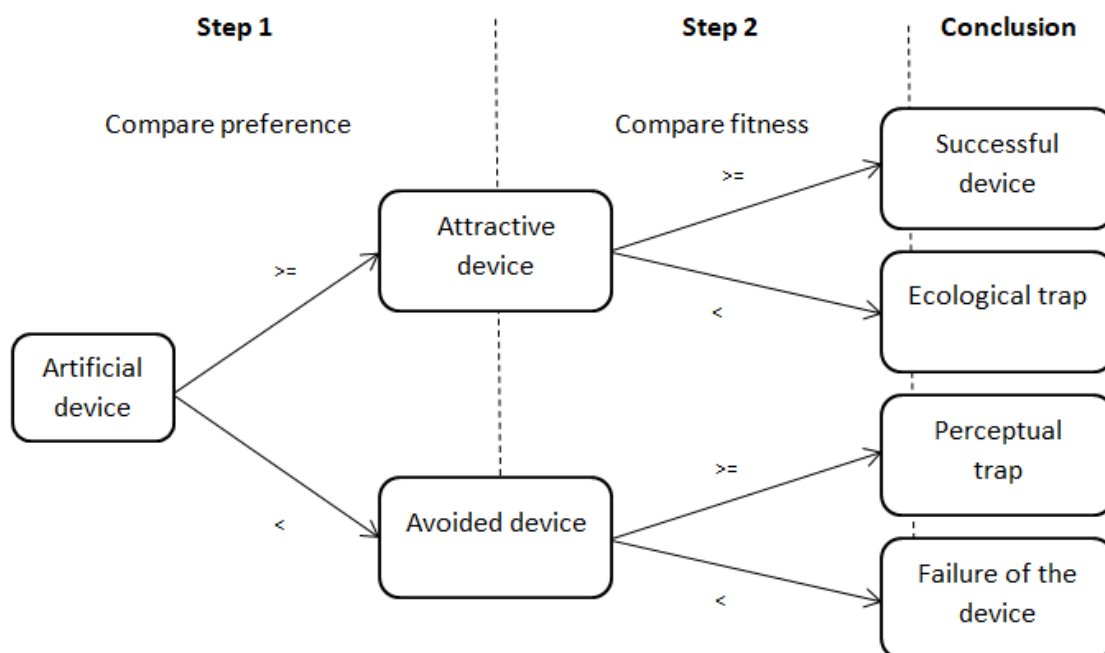 Step 1
Step 2
Conclusion
Compare preference
Compare fitness
Successful
device
>=
Attractive
device
>=
Ecological trap
<
Artificial
device
Perceptual
trap
>=
Avoided device
<
Failure of the
device
<